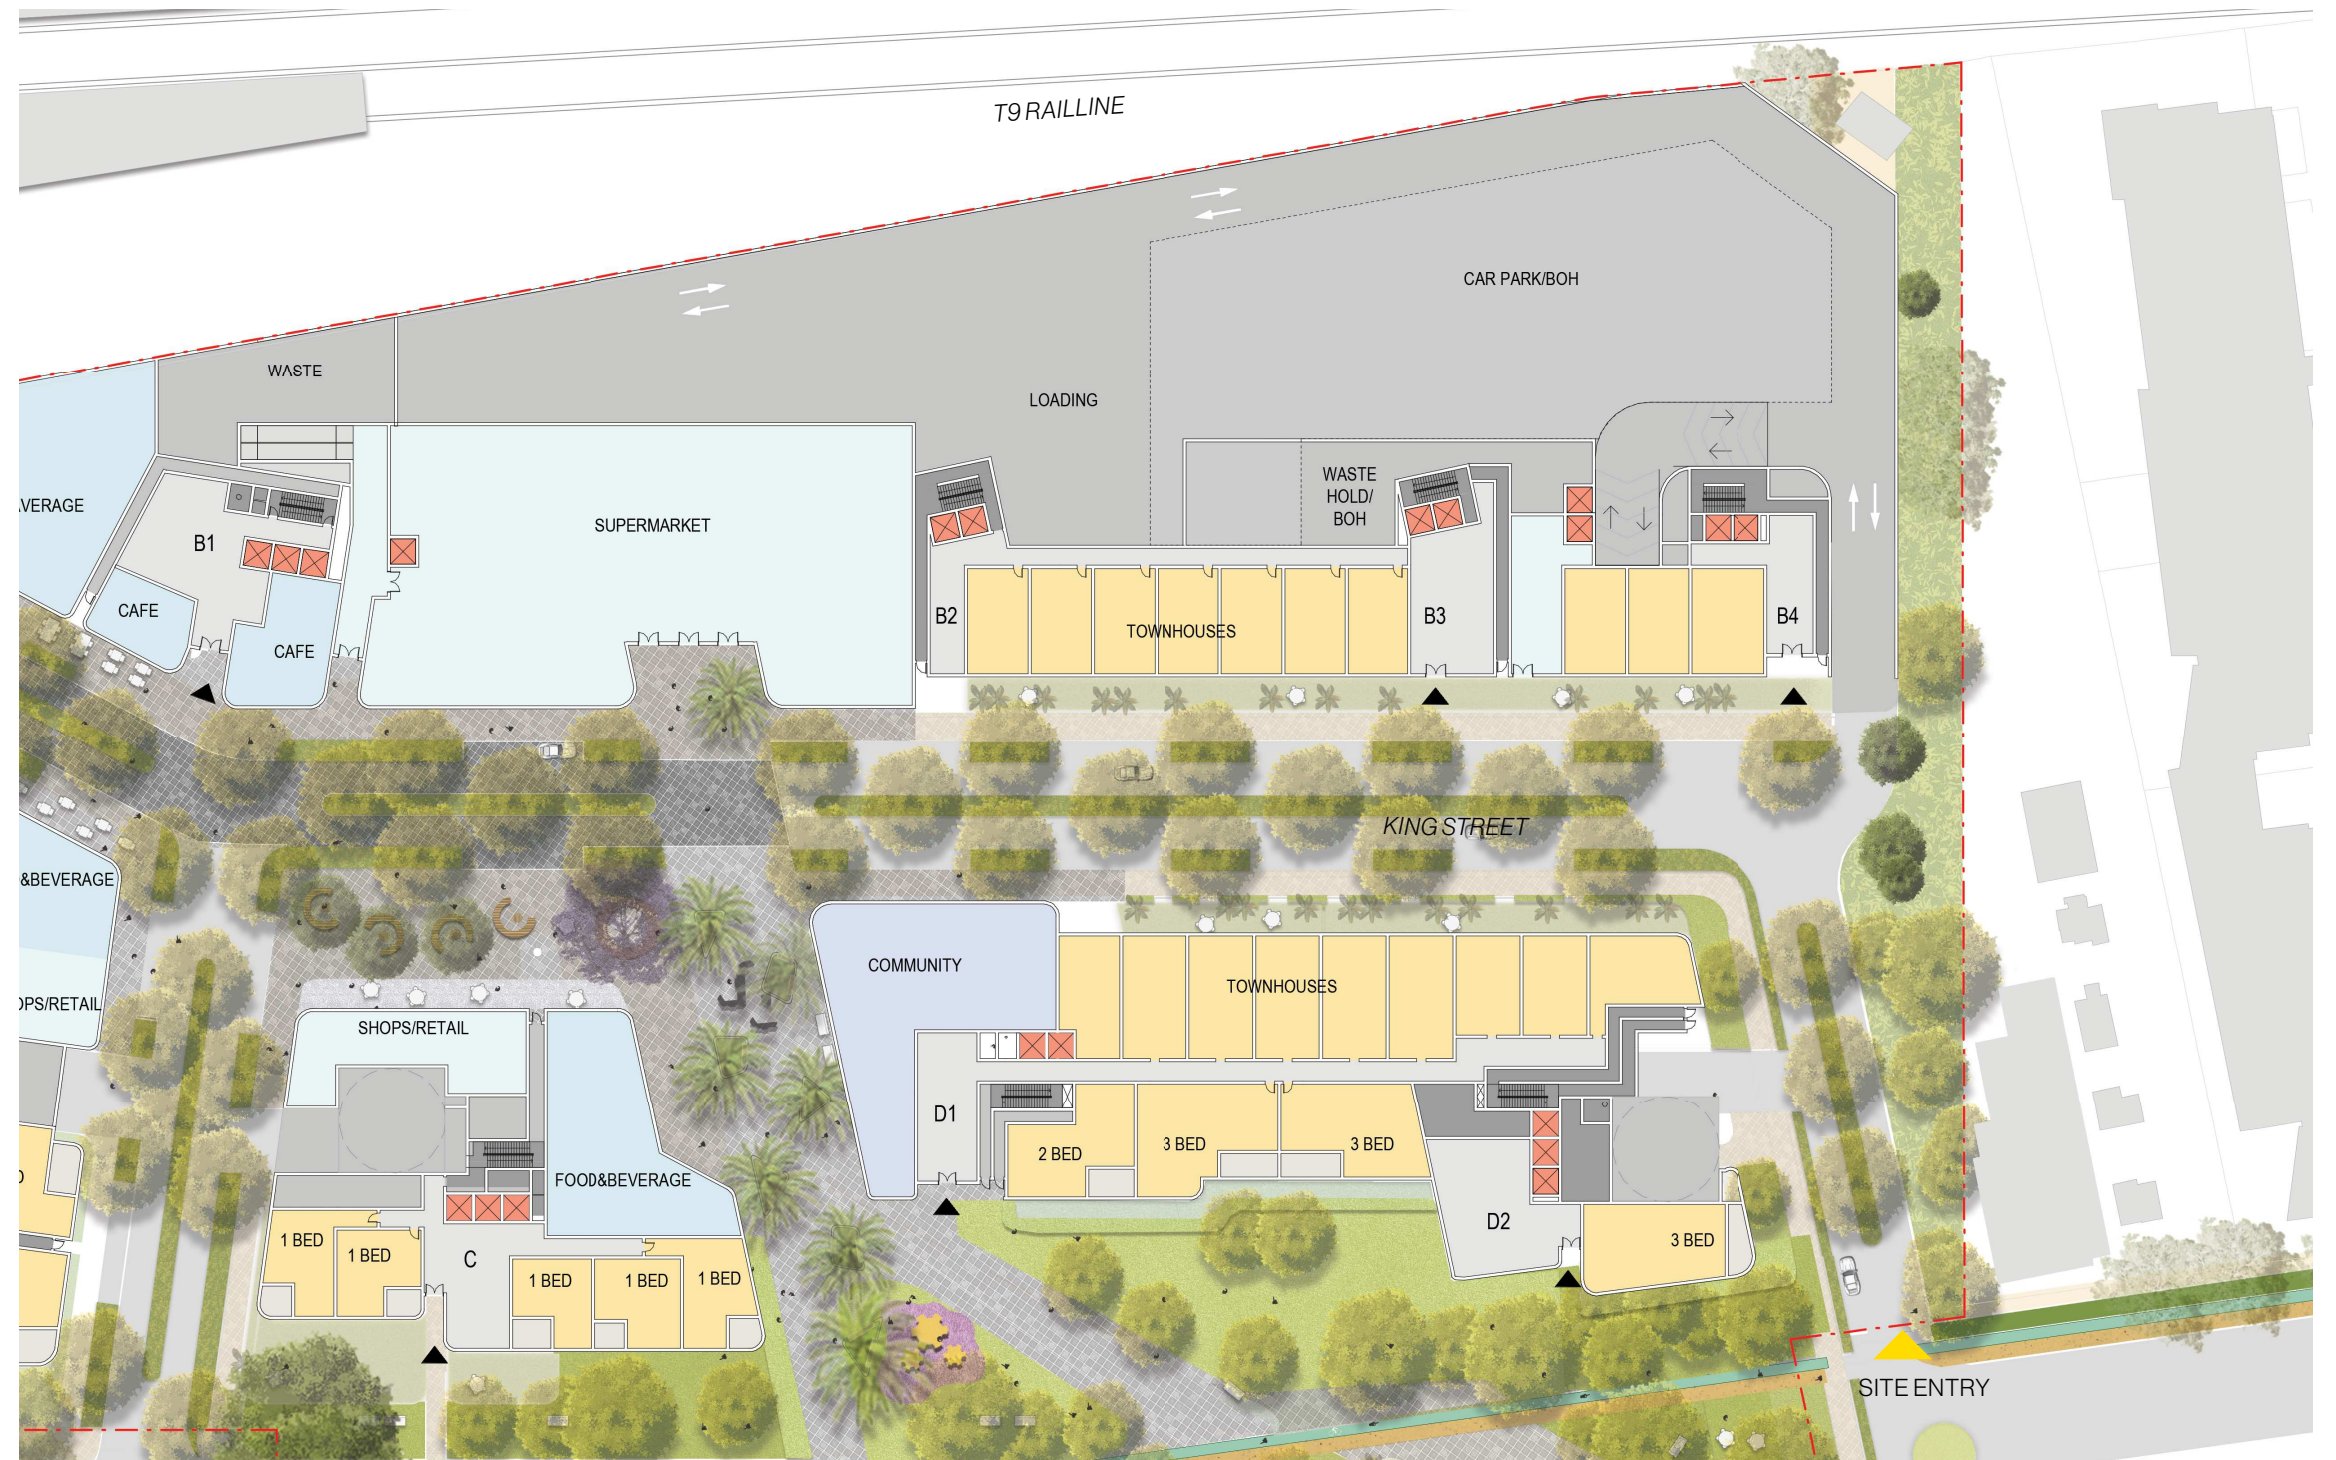 T9 RAILLINE
CAR PARK/BOH
WASTE
LOADING
WASTE
HOLD/
BOH
VERAGE
SUPERMARKET
B1
CAFE
CAFE
B2
TOWNHOUSES
B3
B4
KING STREET
&BEVERAGE
COMMUNITY
TOWNHOUSES
OPS/RETAIL
SHOPS/RETAIL
D1
2 BED
3 BED
3 BED
FOOD&BEVERAGE
D
D2
1 BED
1 BED
C
3 BED
1 BED
1 BED
1 BED
SITE ENTRY